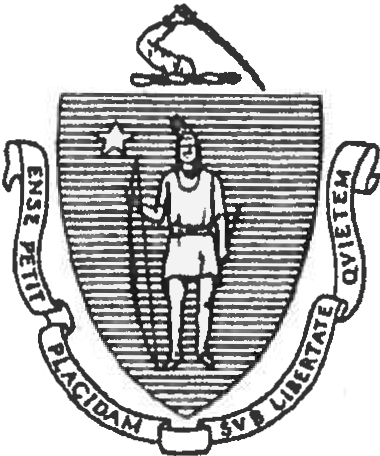 ENSE PETIT
PLACIDAM
SVB LIBERTATE
QVIETEM